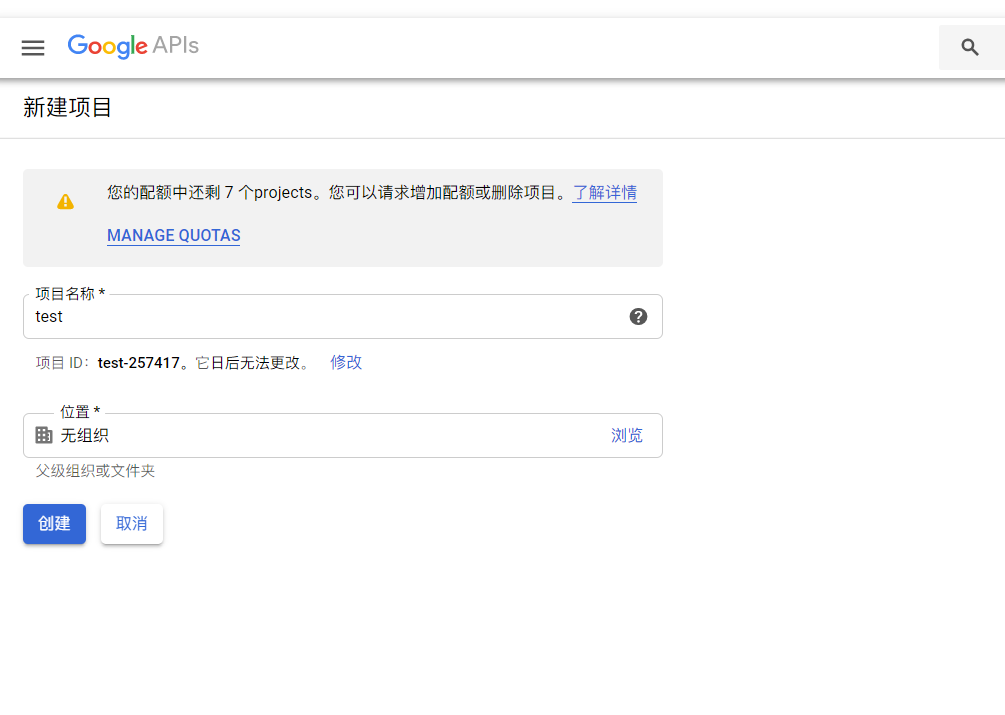 Google APIs
新建项目
您的配额中还剩 7 个projects。您可以请求增加配额或删除项目。了解详情
MANAGE QUOTAS
项目名称 *
test
项目 ID：test-257417。它日后无法更改。 修改
位置 *
无组织 浏览
父级组织或文件夹
创建 取消